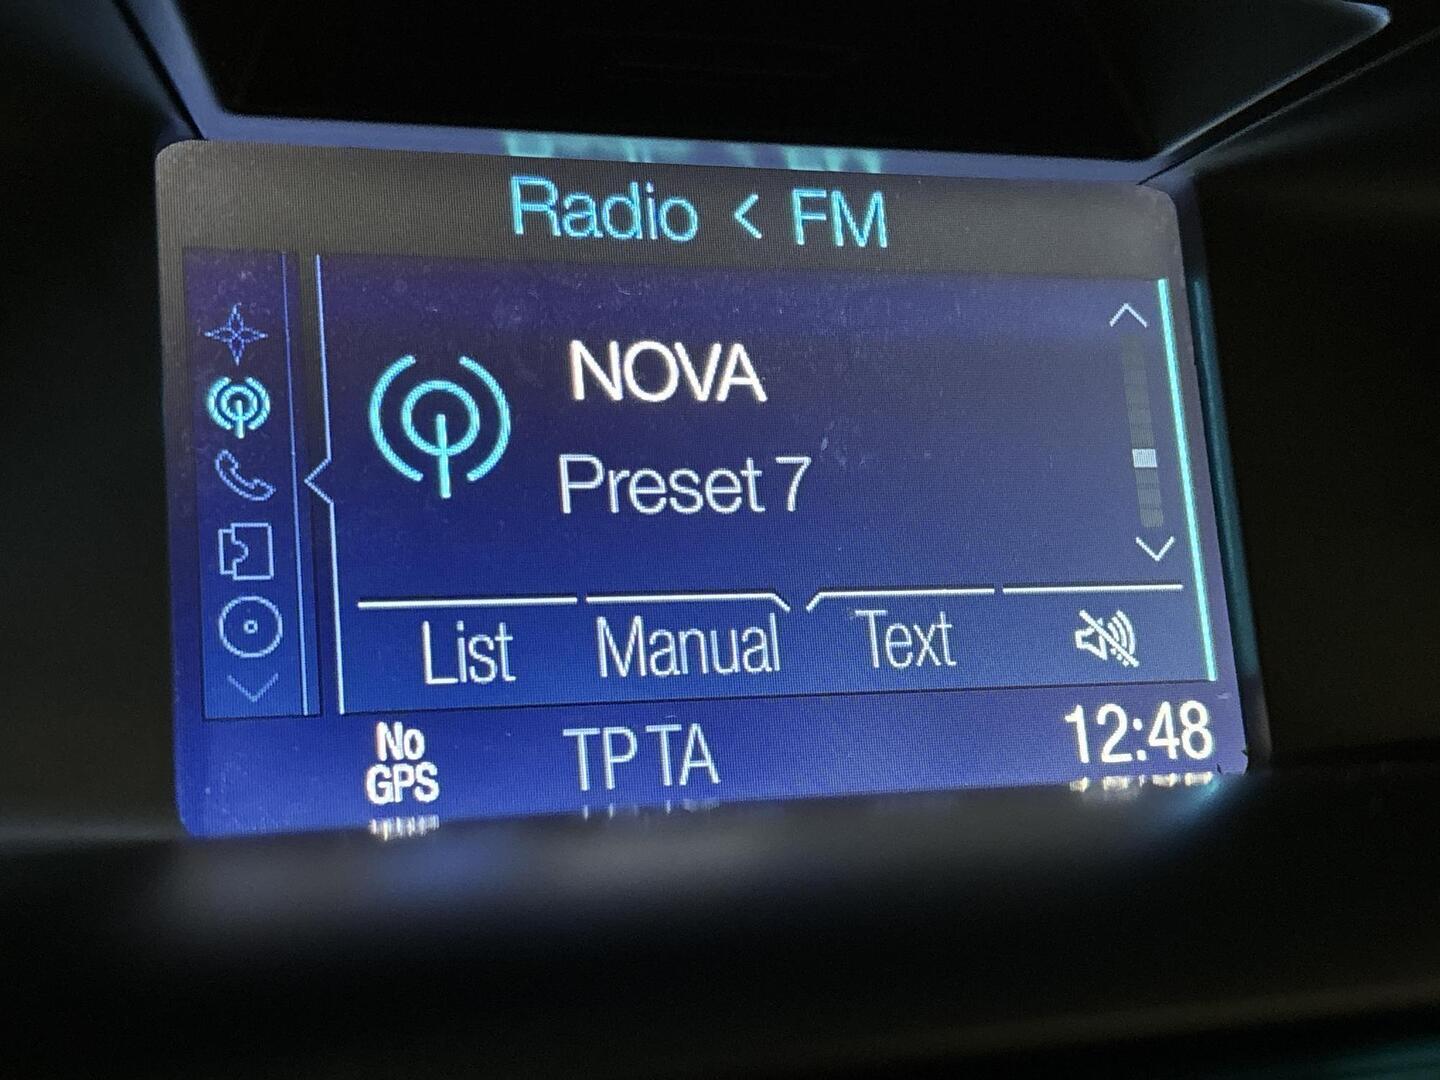 Radio < FM
NOVA
Preset 7
List Manual Text
No
GPS
TP TA
12:48